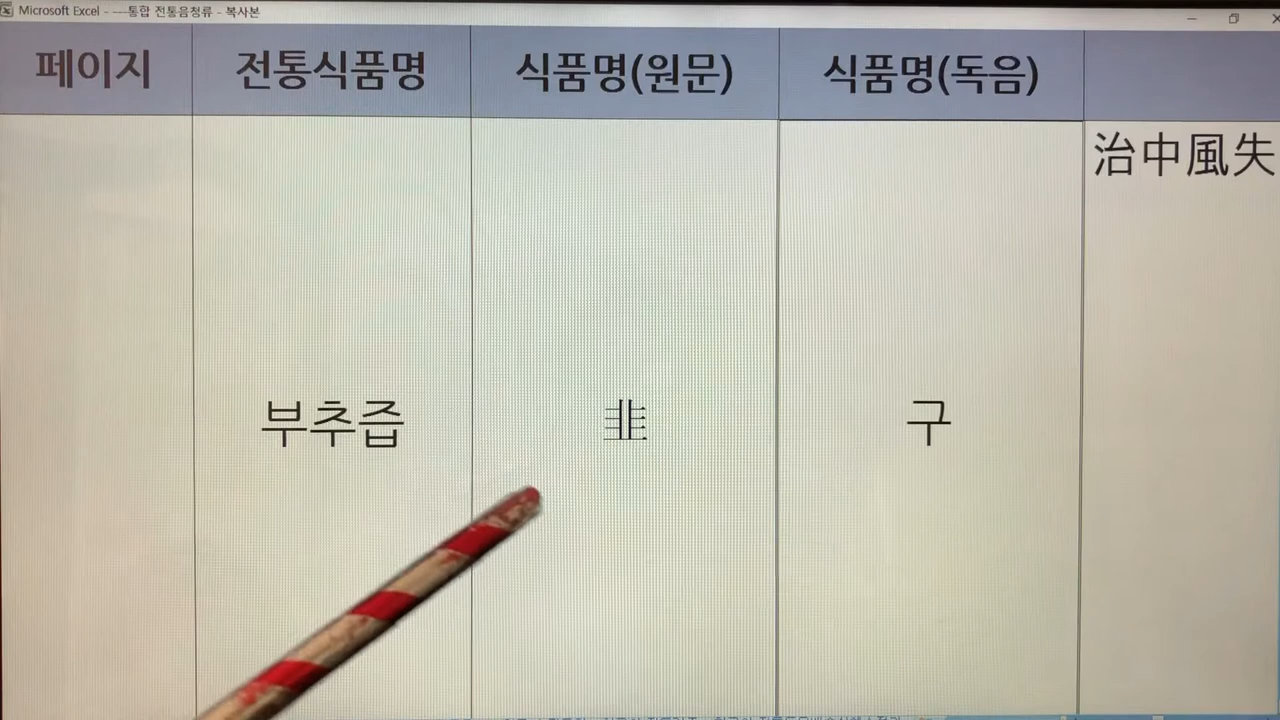 Microsoft Excel - ---통합 전통음청류 - 복사본
페이지 전통식품명 식품명(원문) 식품명(독음)
治中風失
부추즙 韭 구